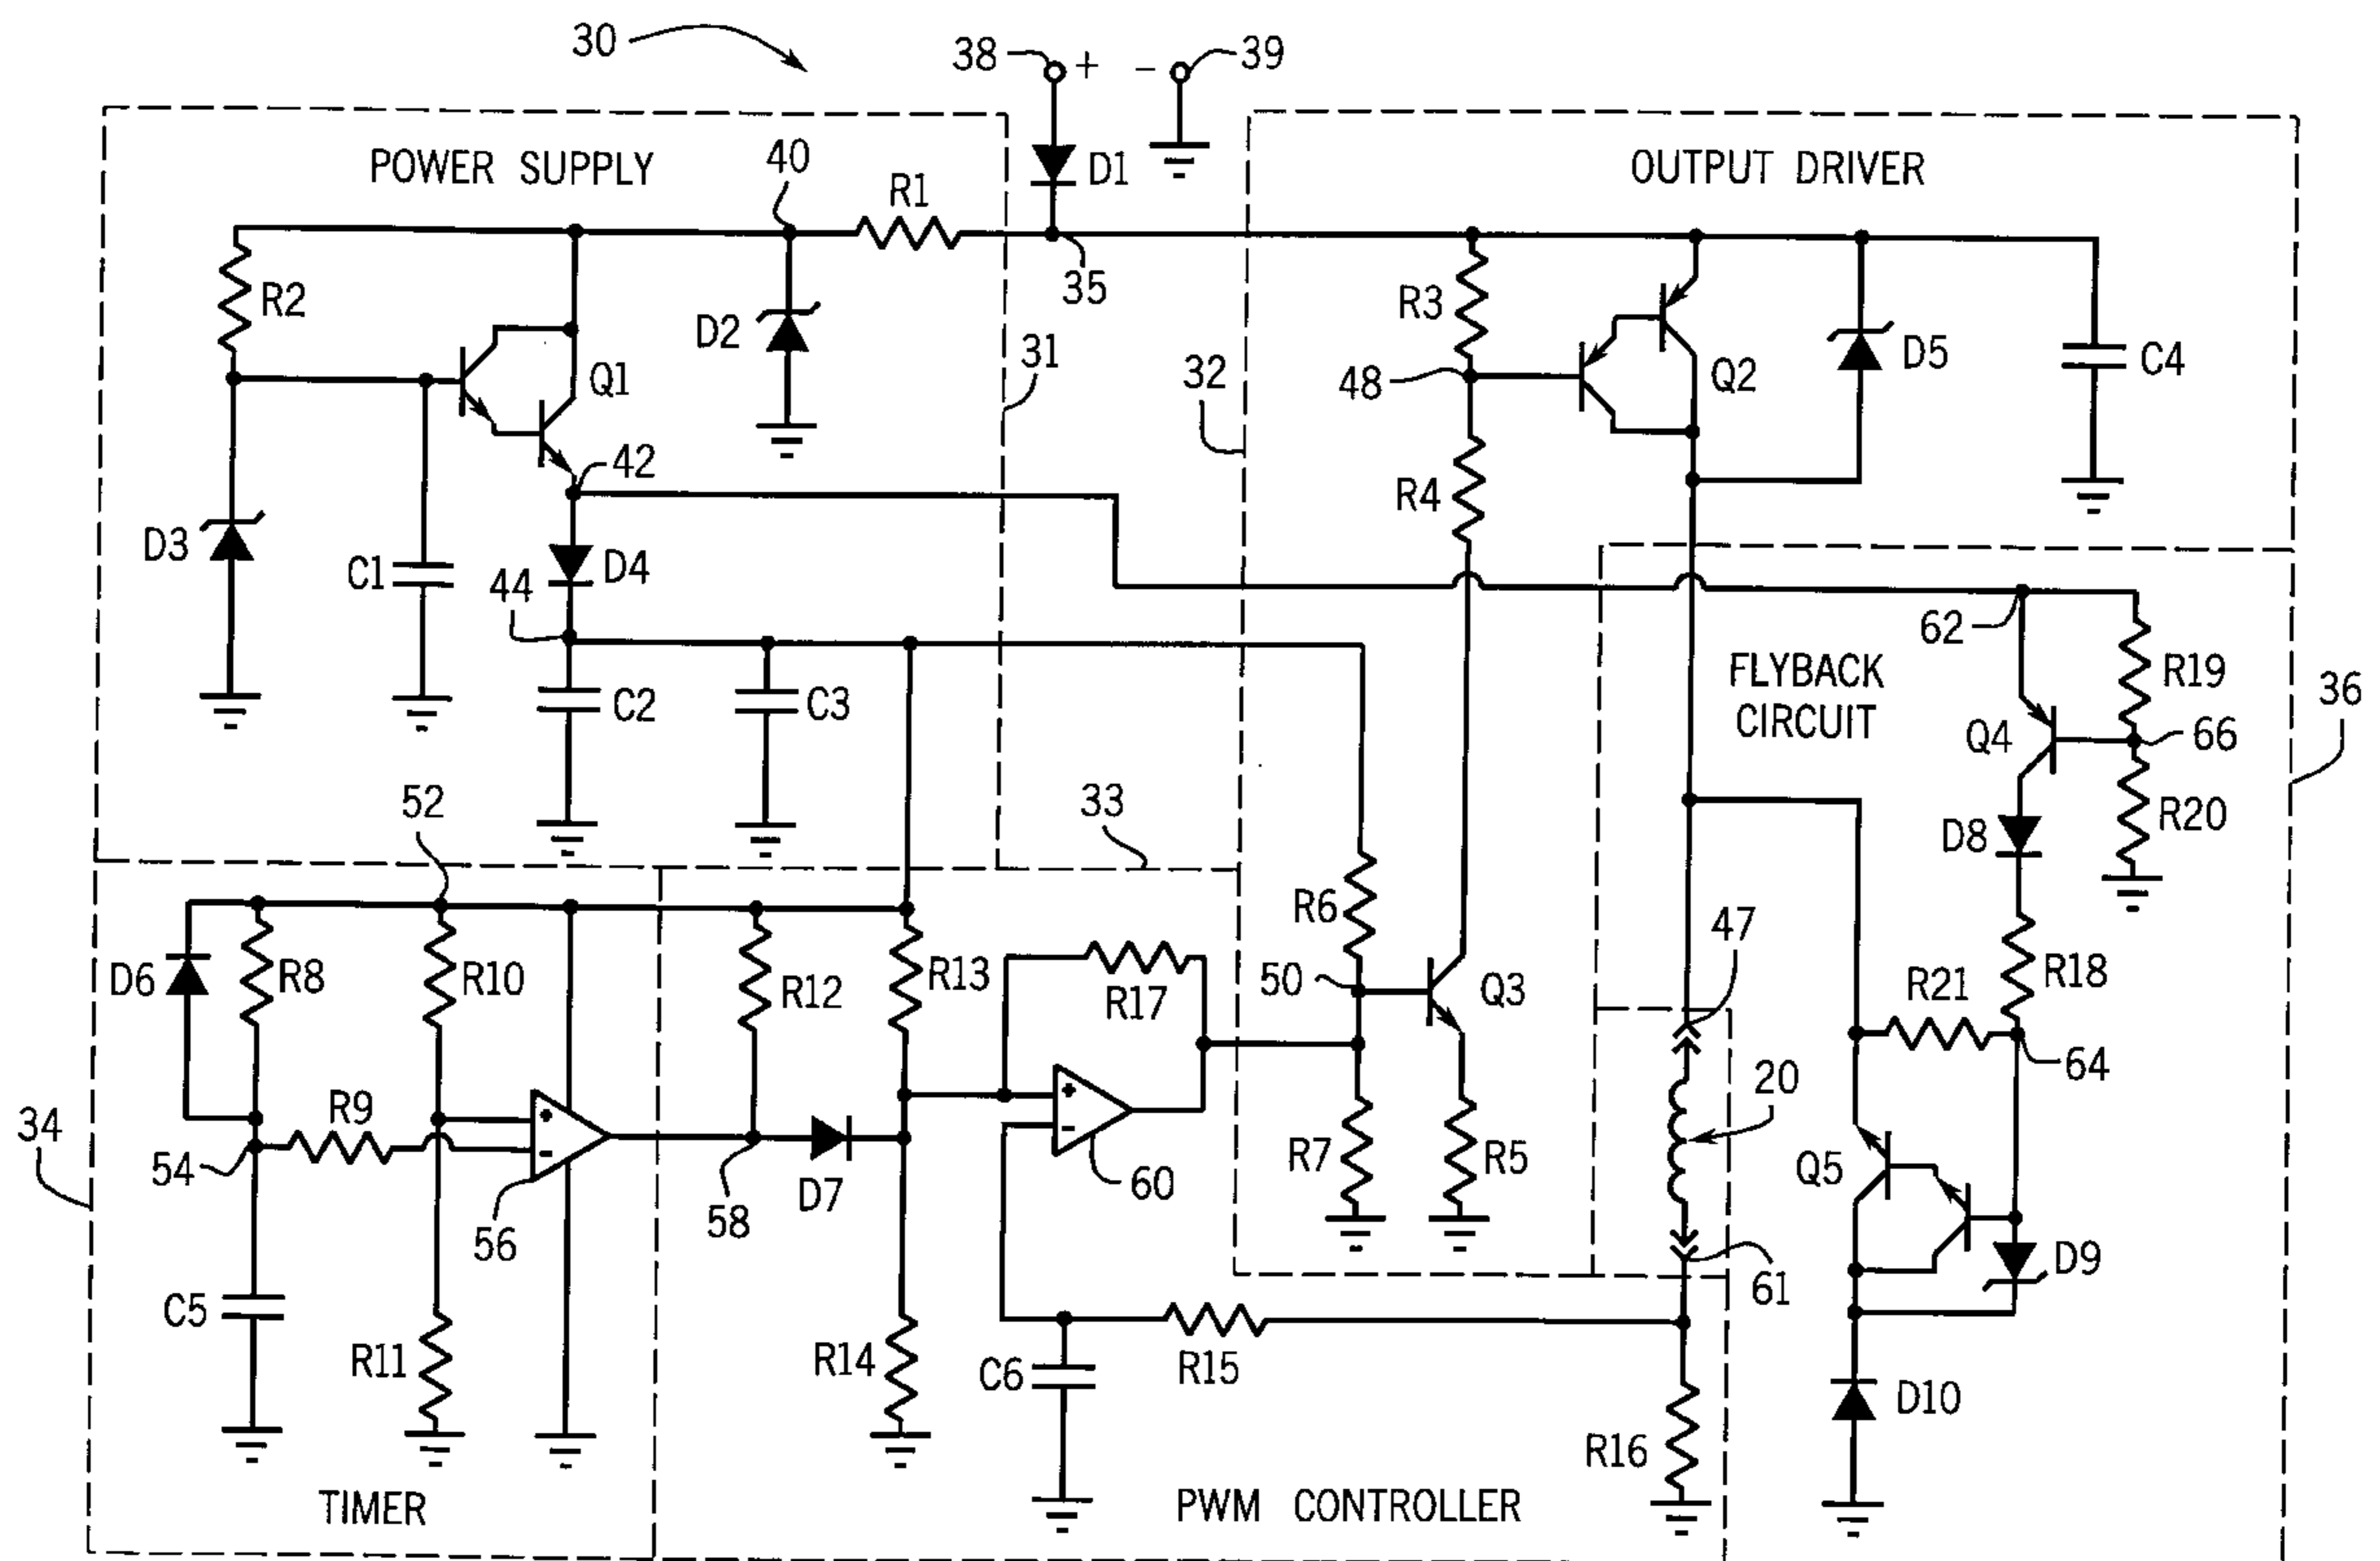 30
38 + − 39
POWER SUPPLY
40
R1
D1
OUTPUT DRIVER
35
R2
D2
31
Q1
32
R3
48
Q2
D5
C4
42
R4
D3
C1
44
D4
62
FLYBACK
CIRCUIT
R19
36
C2
C3
Q4
66
52
33
D8
R20
R6
47
D6
R8
R10
R12
R13
R17
50
Q3
R21
R18
64
34
54
R9
+
-
56
58
D7
+
-
60
R7
R5
20
Q5
D9
61
C5
R11
R14
C6
R15
R16
D10
TIMER
PWM CONTROLLER